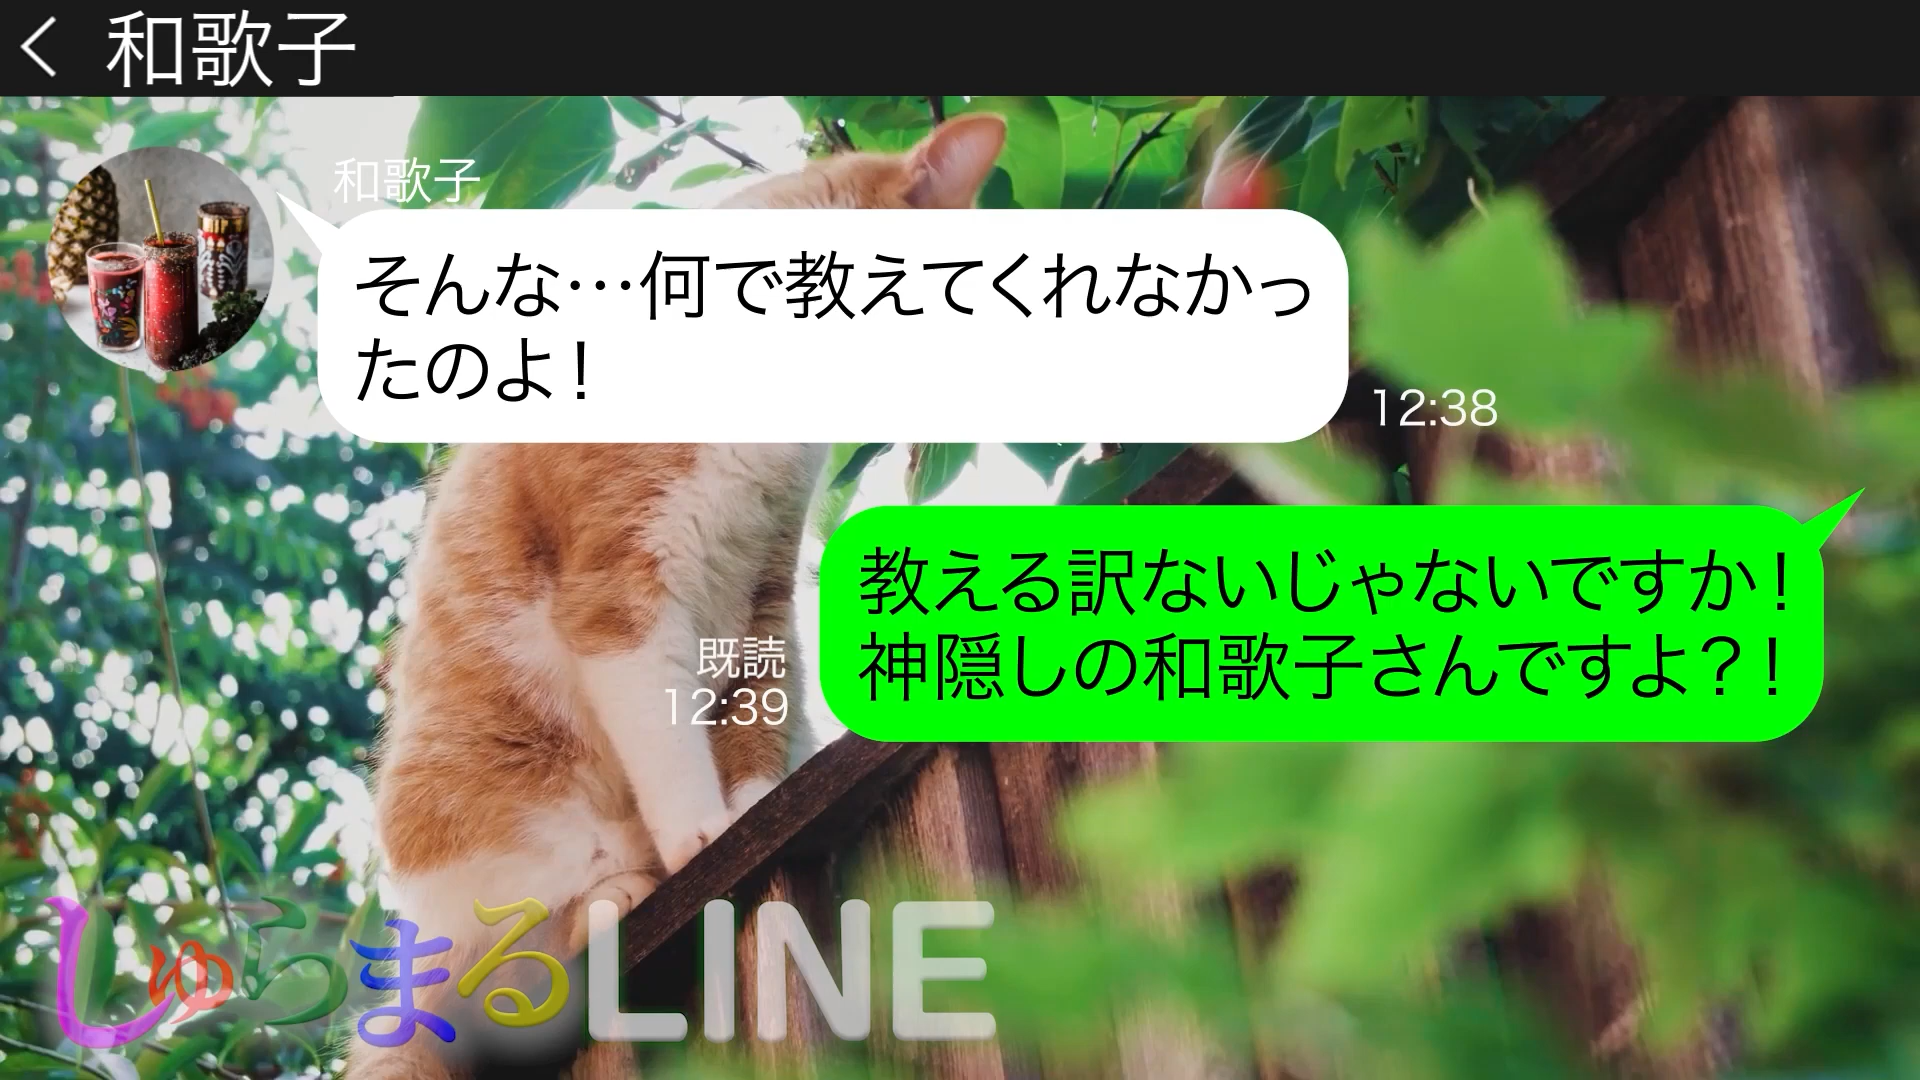 和歌子
和歌子
そんな…何で教えてくれなかっ
たのよ！
12:38
教える訳ないじゃないですか！
神隠しの和歌子さんですよ？！
既読
12:39
しゅらまるLINE